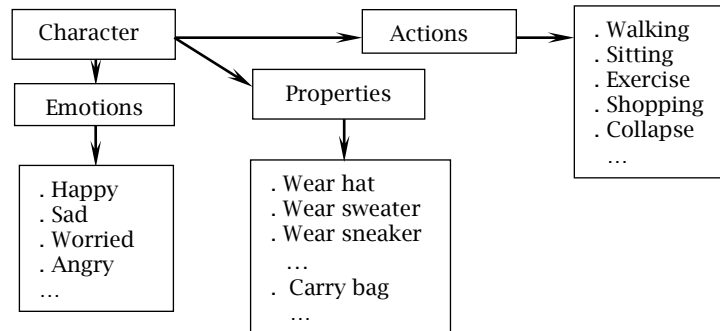 Character
Actions
. Walking
. Sitting
. Exercise
. Shopping
. Collapse
...
Emotions
Properties
. Happy
. Sad
. Worried
. Angry
...
. Wear hat
. Wear sweater
. Wear sneaker
...
. Carry bag
...